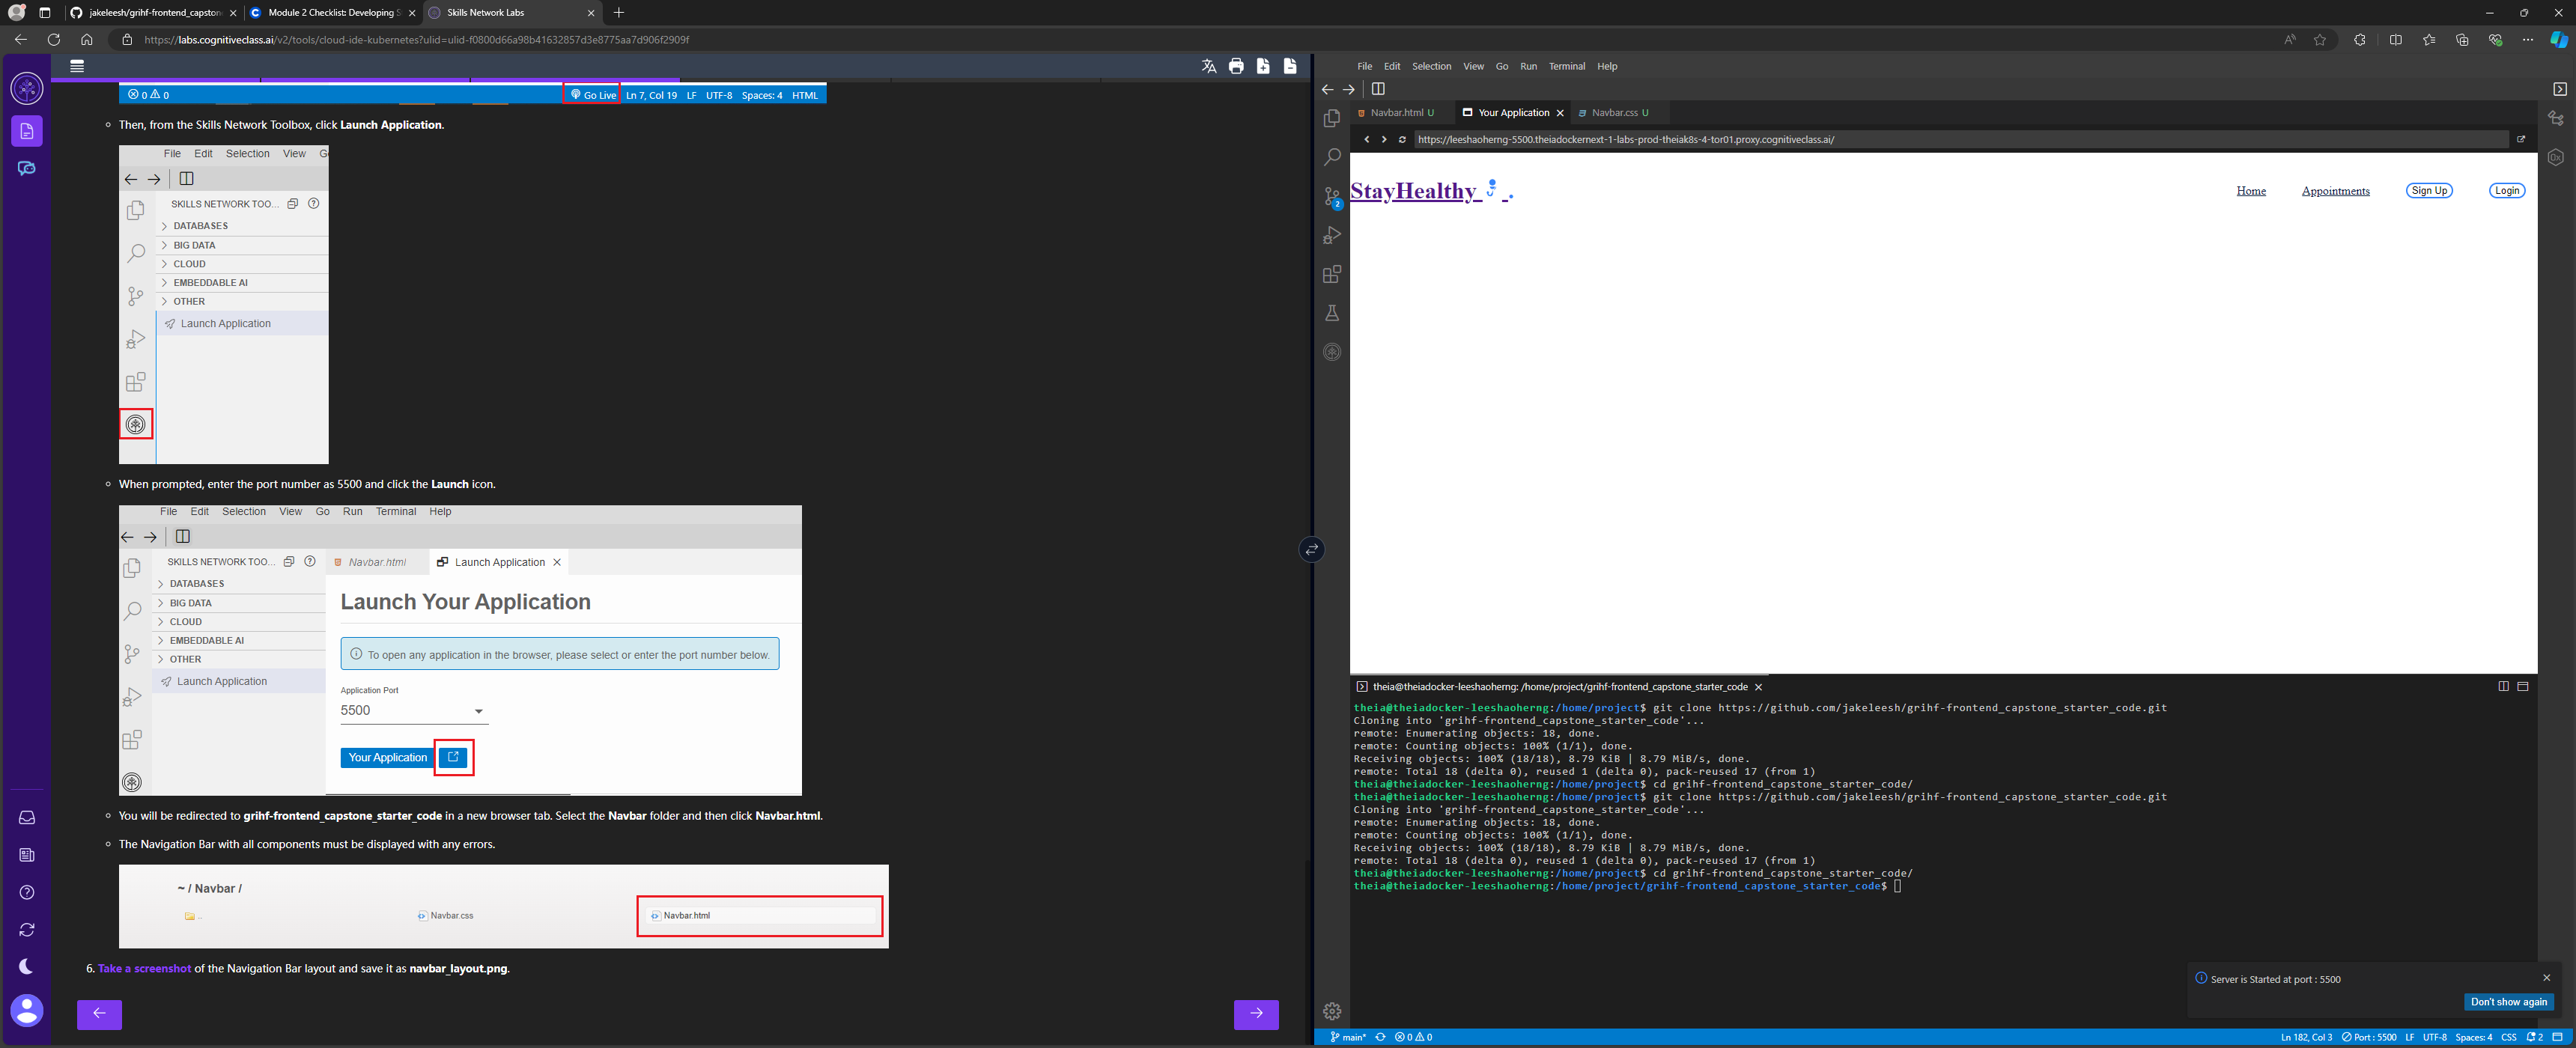 jakeleesh/grihf-frontend_capston
Module 2 Checklist: Developing S
Skills Network Labs
https://labs.cognitiveclass.ai/v2/tools/cloud-ide-kubernetes?ulid=ulid-f0800d66a98b41632857d3e8775aa7d906f2909f
0 0 Go Live Ln 7, Col 19 LF UTF-8 Spaces: 4 HTML
Then, from the Skills Network Toolbox, click Launch Application.
File Edit Selection View G
SKILLS NETWORK TOO...
DATABASES
BIG DATA
CLOUD
EMBEDDABLE AI
OTHER
Launch Application
When prompted, enter the port number as 5500 and click the Launch icon.
File Edit Selection View Go Run Terminal Help
SKILLS NETWORK TOO...
Navbar.html
Launch Application
DATABASES
BIG DATA
CLOUD
EMBEDDABLE AI
OTHER
Launch Application
Launch Your Application
To open any application in the browser, please select or enter the port number below.
Application Port
5500
Your Application
You will be redirected to grihf-frontend_capstone_starter_code in a new browser tab. Select the Navbar folder and then click Navbar.html.
The Navigation Bar with all components must be displayed with any errors.
~ / Navbar /
..
Navbar.css
Navbar.html
6. Take a screenshot of the Navigation Bar layout and save it as navbar_layout.png.
File Edit Selection View Go Run Terminal Help
Navbar.html U
Your Application
Navbar.css U
https://leeshaoherng-5500.theiadockernext-1-labs-prod-theiak8s-4-tor01.proxy.cognitiveclass.ai/
StayHealthy .
Home
Appointments
Sign Up
Login
2
theia@theiadocker-leeshaoherng: /home/project/grihf-frontend_capstone_starter_code
theia@theiadocker-leeshaoherng:/home/project$ git clone https://github.com/jakeleesh/grihf-frontend_capstone_starter_code.git
Cloning into 'grihf-frontend_capstone_starter_code'...
remote: Enumerating objects: 18, done.
remote: Counting objects: 100% (1/1), done.
Receiving objects: 100% (18/18), 8.79 KiB | 8.79 MiB/s, done.
remote: Total 18 (delta 0), reused 1 (delta 0), pack-reused 17 (from 1)
theia@theiadocker-leeshaoherng:/home/project$ cd grihf-frontend_capstone_starter_code/
theia@theiadocker-leeshaoherng:/home/project$ git clone https://github.com/jakeleesh/grihf-frontend_capstone_starter_code.git
Cloning into 'grihf-frontend_capstone_starter_code'...
remote: Enumerating objects: 18, done.
remote: Counting objects: 100% (1/1), done.
Receiving objects: 100% (18/18), 8.79 KiB | 8.79 MiB/s, done.
remote: Total 18 (delta 0), reused 1 (delta 0), pack-reused 17 (from 1)
theia@theiadocker-leeshaoherng:/home/project$ cd grihf-frontend_capstone_starter_code/
theia@theiadocker-leeshaoherng:/home/project/grihf-frontend_capstone_starter_code$
Server is Started at port : 5500
Don't show again
main* 0 0 Ln 182, Col 3 Port : 5500 LF UTF-8 Spaces: 4 CSS 2